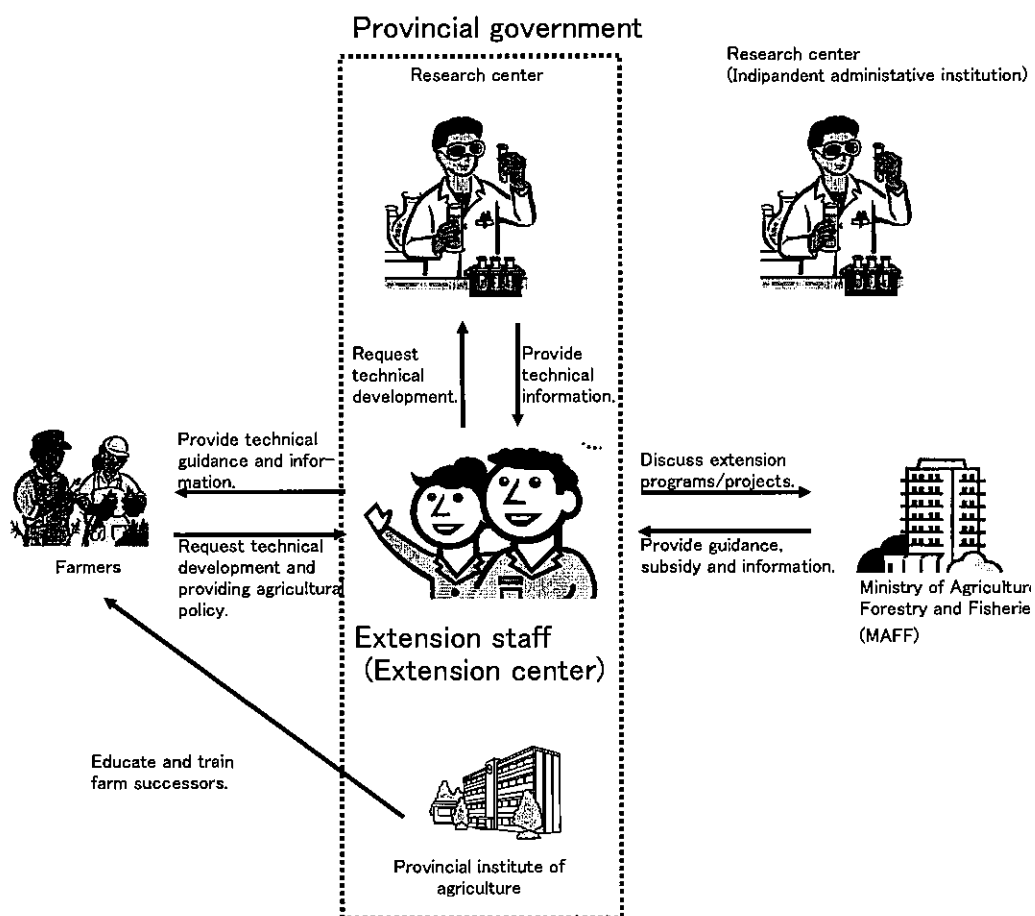 Provincial government
Research center
Research center
(Indipandent administative institution)
Request
technical
development.
Provide
technical
information.
Provide technical
guidance and infor-
mation.
Discuss extension
programs/projects.
Farmers
Request technical
development and
providing agricultura
policy.
Provide guidance,
subsidy and information.
Ministry of Agriculture
Forestry and Fisherie
(MAFF)
Extension staff
(Extension center)
Educate and train
farm successors.
Provincial institute of
agriculture